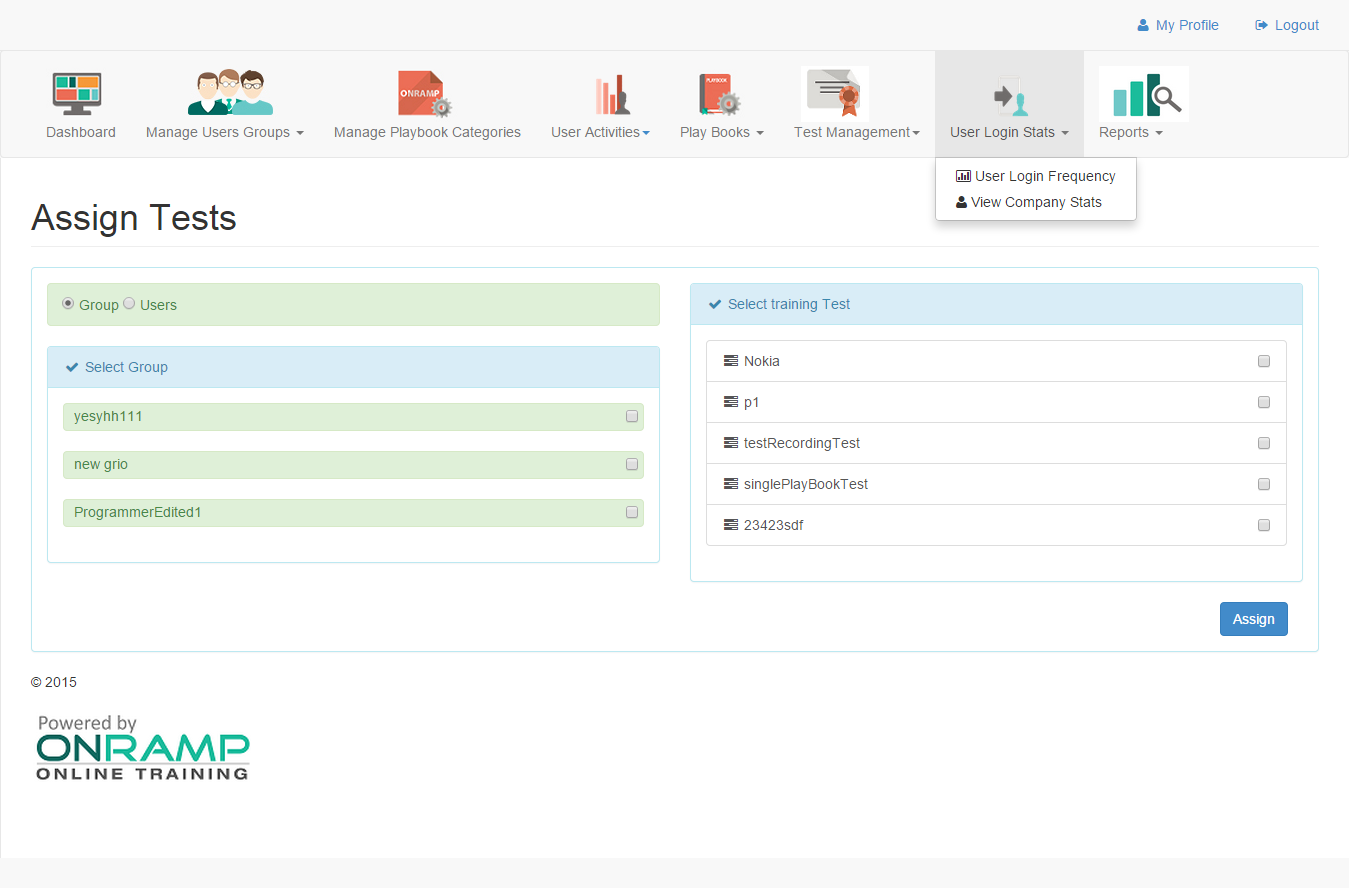 My Profile
Logout
ONRAMP
PLAYBOOK
Dashboard
Manage Users Groups
Manage Playbook Categories
User Activities
Play Books
Test Management
User Login Stats
Reports
User Login Frequency
View Company Stats
Assign Tests
Group
Users
Select Group
yesyhh111
new grio
ProgrammerEdited1
Select training Test
Nokia
p1
testRecordingTest
singlePlayBookTest
23423sdf
Assign
© 2015
Powered by
ONRAMP
ONLINE TRAINING